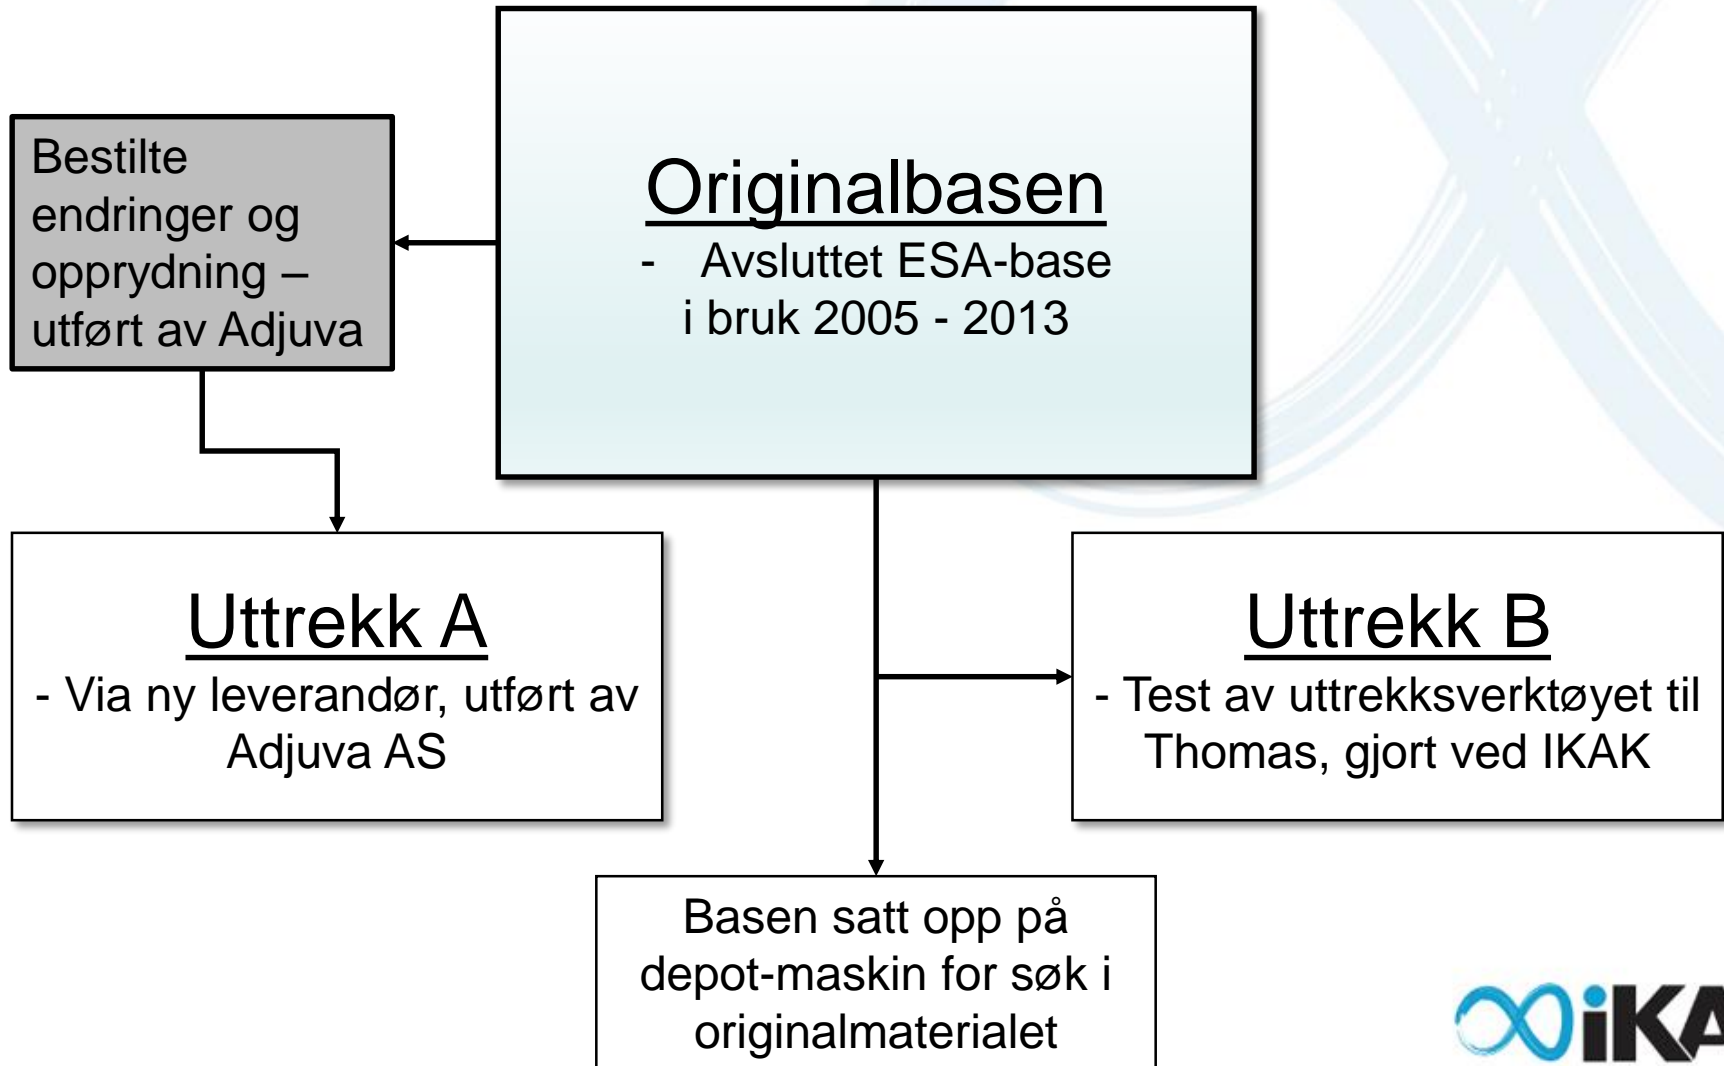 Originalbasen
- Avsluttet ESA-base
i bruk 2005 - 2013
Bestilte
endringer og
opprydning –
utført av Adjuva
Uttrekk A
- Via ny leverandør, utført av
Adjuva AS
Uttrekk B
- Test av uttrekksverktøyet til
Thomas, gjort ved IKAK
Basen satt opp på
depot-maskin for søk i
originalmaterialet
iKA